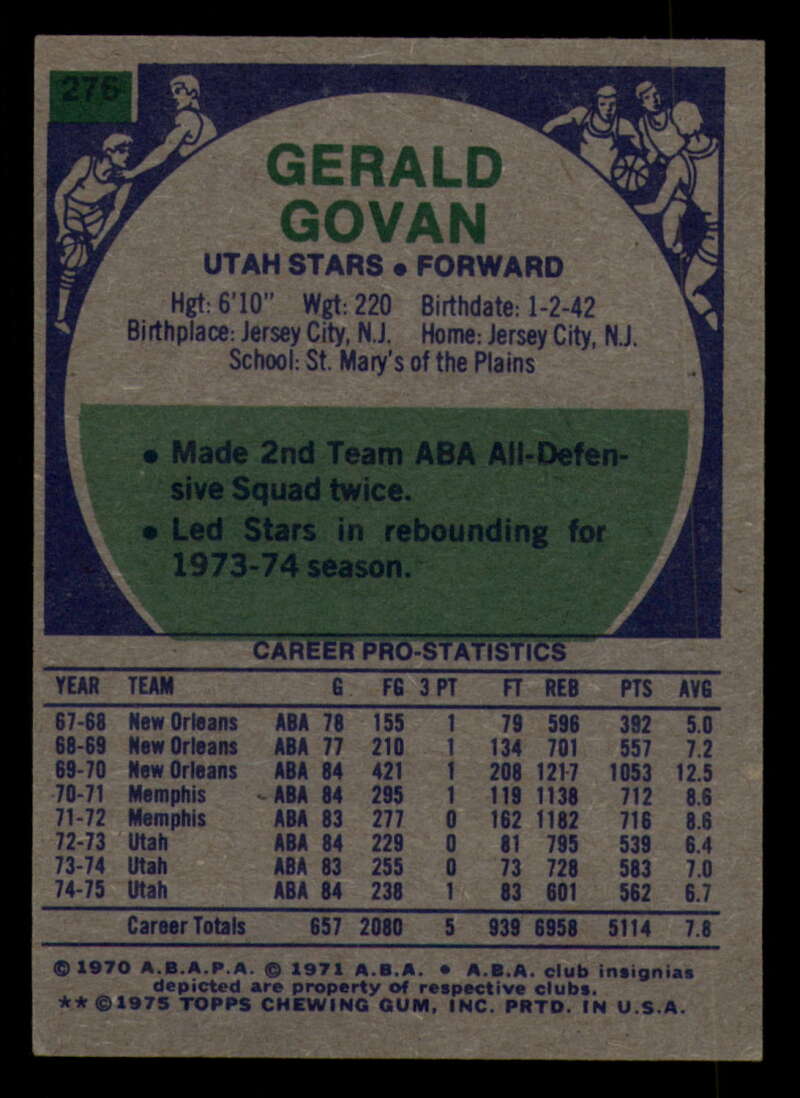 276
GERALD
GOVAN
UTAH STARS • FORWARD
Hgt: 6'10" Wgt: 220 Birthdate: 1-2-42
Birthplace: Jersey City, N.J. Home: Jersey City, N.J.
School: St. Mary's of the Plains
• Made 2nd Team ABA All-Defen-
sive Squad twice.
• Led Stars in rebounding for
1973-74 season.
CAREER PRO-STATISTICS
YEAR TEAM G FG 3 PT FT REB PTS AVG
67-68 New Orleans ABA 78 155 1 79 596 392 5.0
68-69 New Orleans ABA 77 210 1 134 701 557 7.2
69-70 New Orleans ABA 84 421 1 208 1217 1053 12.5
70-71 Memphis ABA 84 295 1 119 1138 712 8.6
71-72 Memphis ABA 83 277 0 162 1182 716 8.6
72-73 Utah ABA 84 229 0 81 795 539 6.4
73-74 Utah ABA 83 255 0 73 728 583 7.0
74-75 Utah ABA 84 238 1 83 601 562 6.7
Career Totals 657 2080 5 939 6958 5114 7.8
© 1970 A.B.A.P.A. © 1971 A.B.A. • A.B.A. club insignias
depicted are property of respective clubs.
** © 1975 TOPPS CHEWING GUM, INC. PRTD. IN U.S.A.